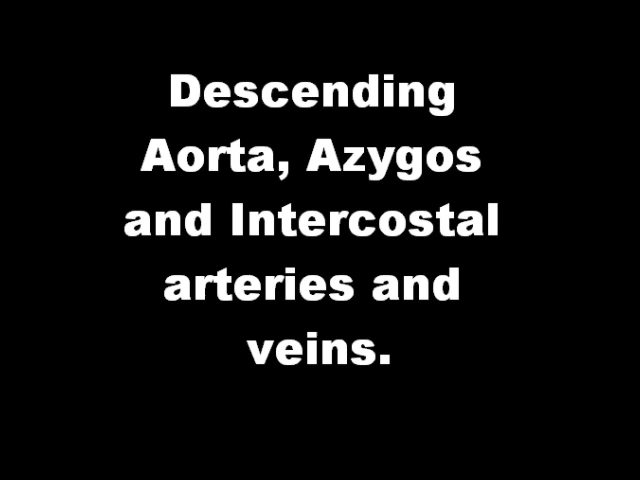 Descending
Aorta, Azygos
and Intercostal
arteries and
veins.